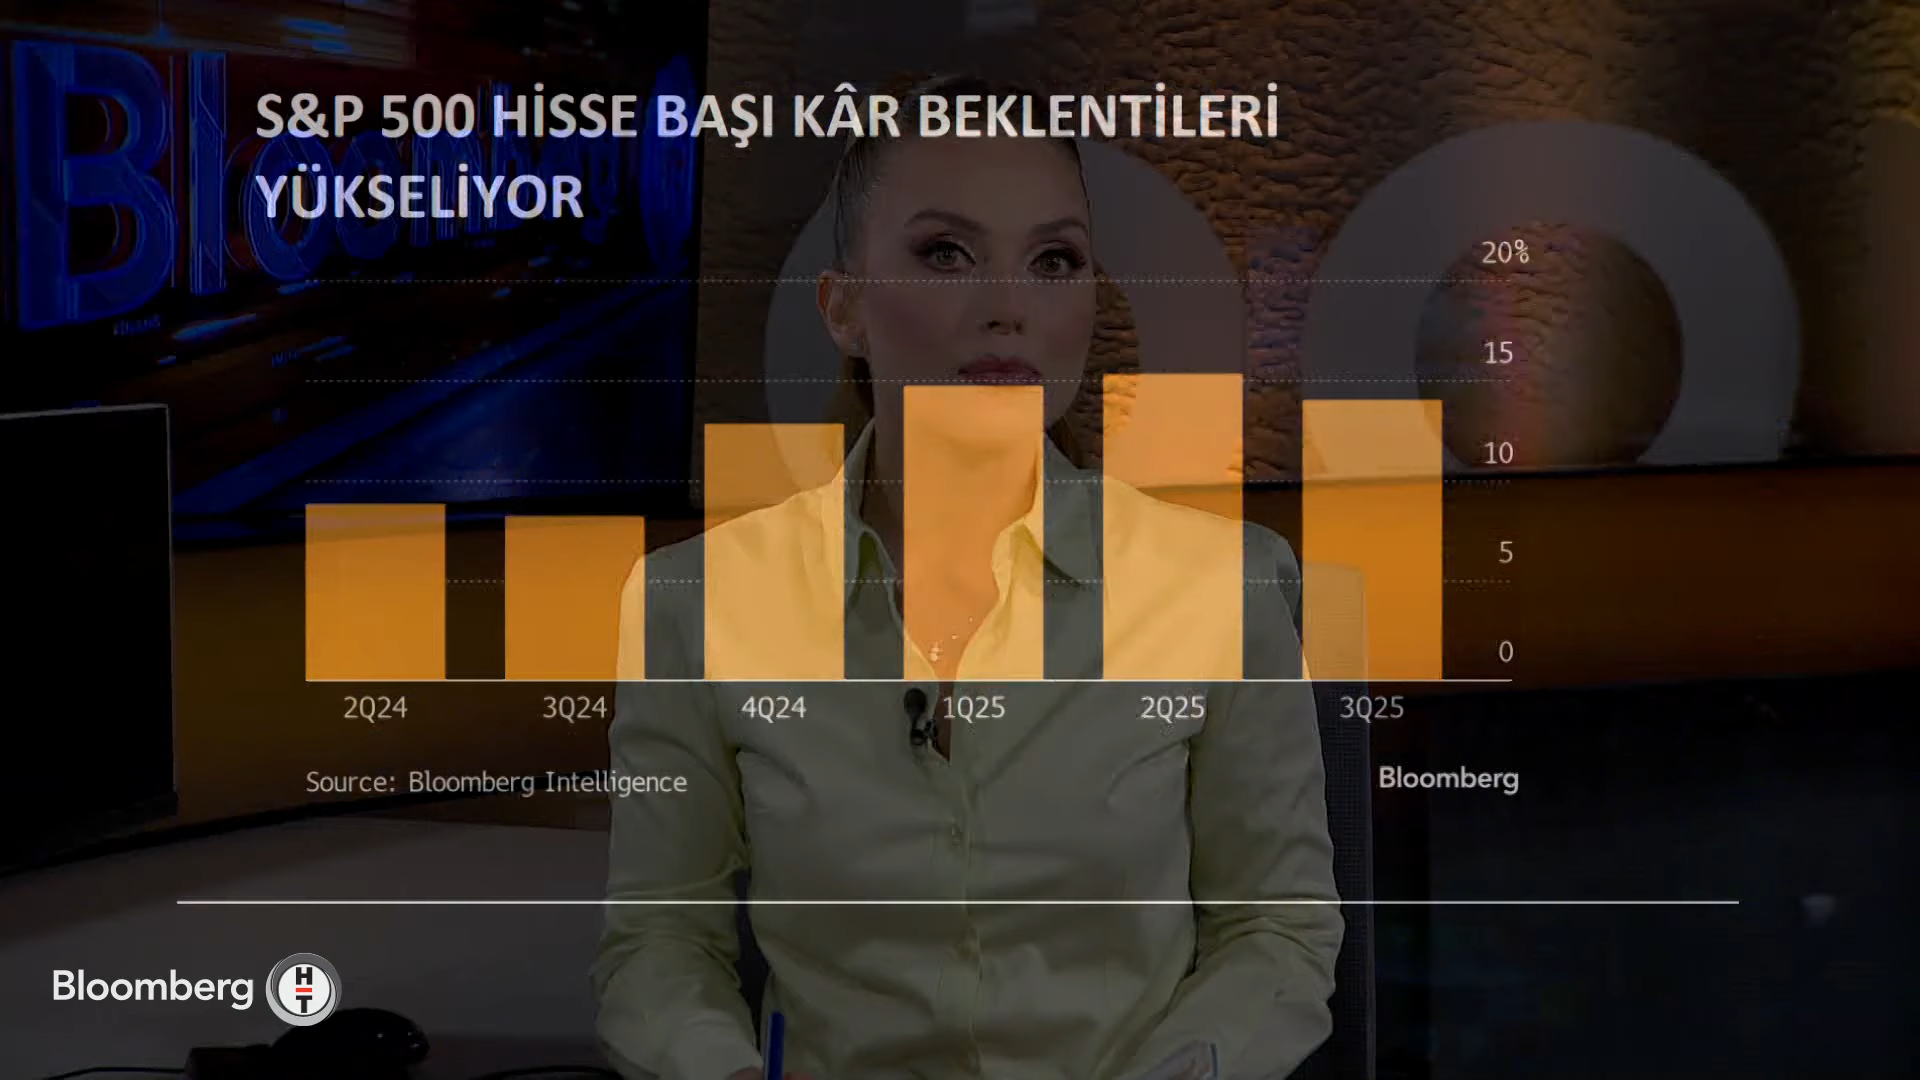 S&P 500 HİSSE BAŞI KÂR BEKLENTİLERİ
YÜKSELİYOR
20%
15
10
5
0
2Q24 3Q24 4Q24 1Q25 2Q25 3Q25
Source: Bloomberg Intelligence
Bloomberg
Bloomberg HT
Bloomberg